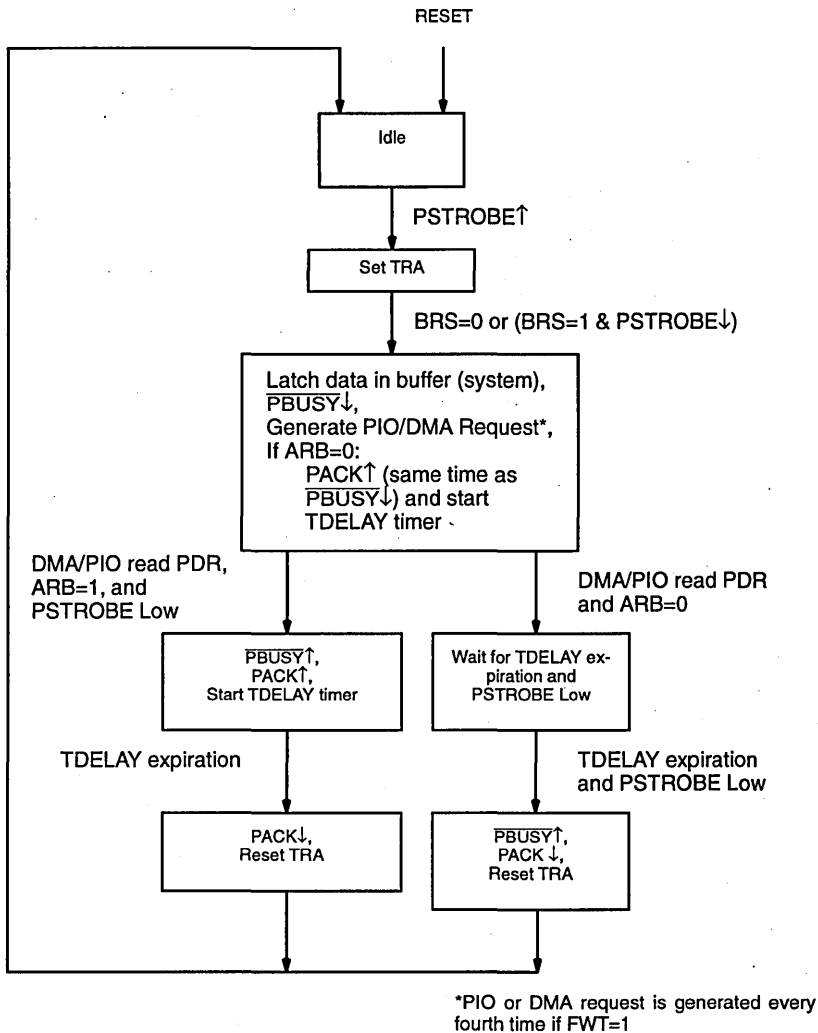 RESET
Idle
PSTROBE↑
Set TRA
BRS=0 or (BRS=1 & PSTROBE↓)
Latch data in buffer (system),
PBUSY↓,
Generate PIO/DMA Request*,
If ARB=0:
PACK↑ (same time as
PBUSY↓) and start
TDELAY timer
DMA/PIO read PDR,
ARB=1, and
PSTROBE Low
DMA/PIO read PDR
and ARB=0
PBUSY↑,
PACK↑,
Start TDELAY timer
Wait for TDELAY ex-
piration and
PSTROBE Low
TDELAY expiration
TDELAY expiration
and PSTROBE Low
PACK↓,
Reset TRA
PBUSY↑,
PACK↓,
Reset TRA
*PIO or DMA request is generated every
fourth time if FWT=1